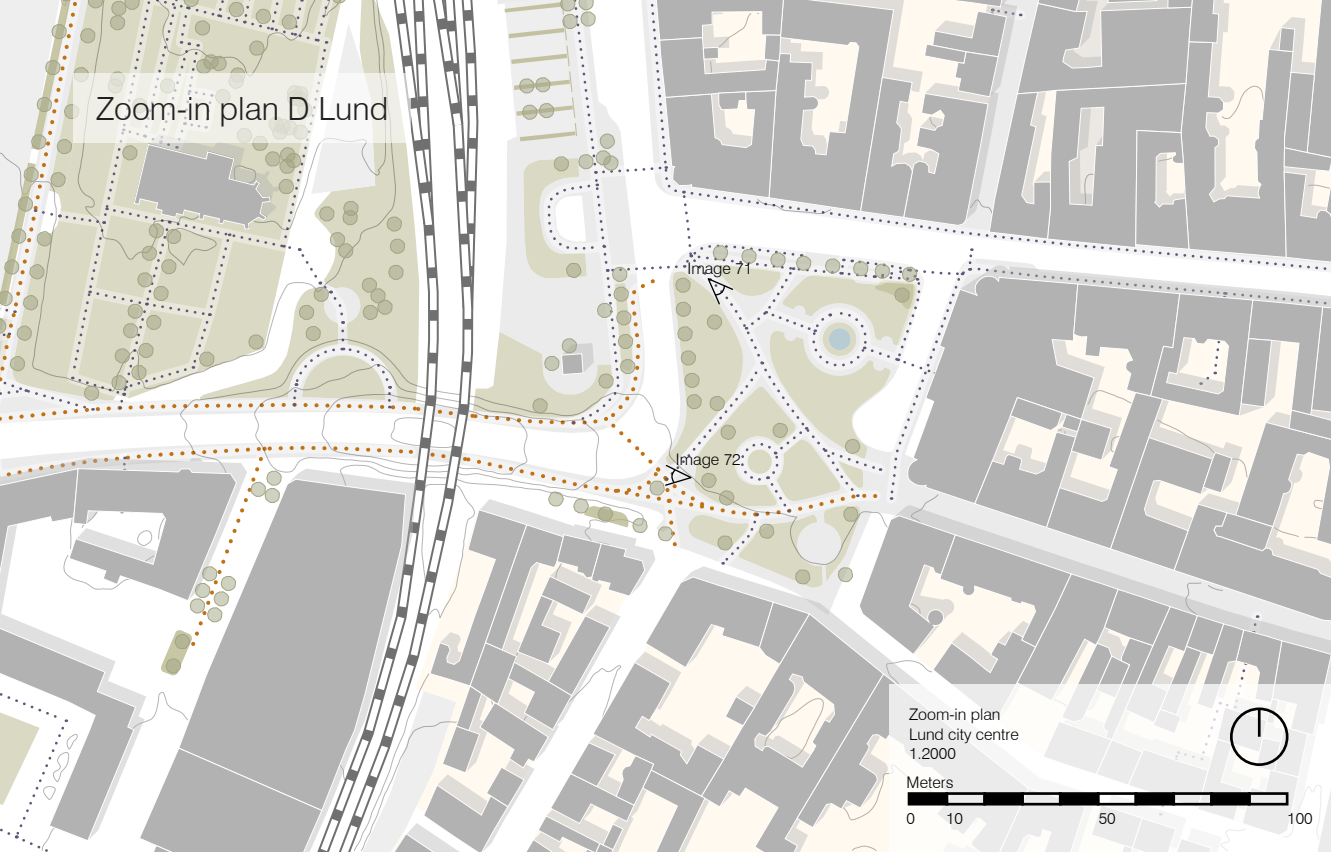 Zoom-in plan D Lund
Image 71
Image 72
Zoom-in plan
Lund city centre
1.2000
Meters
0 10 50 100